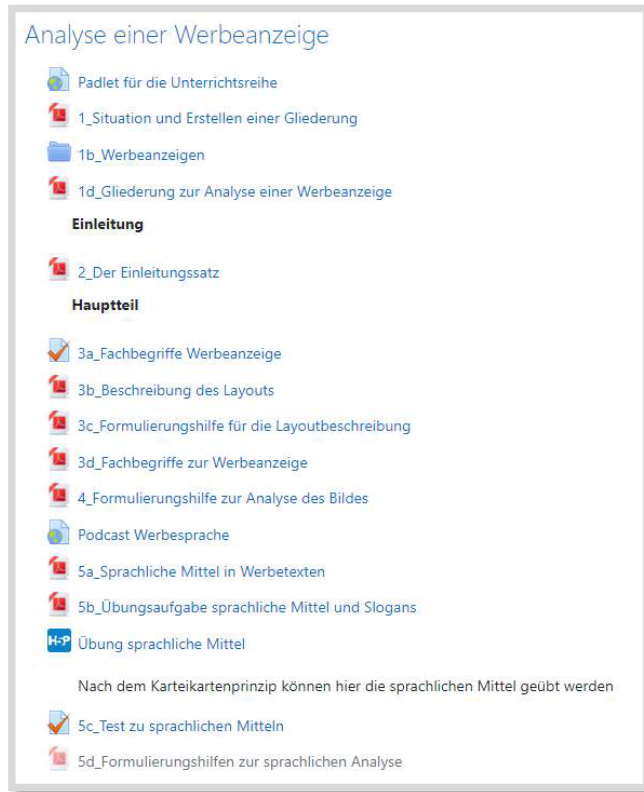 Analyse einer Werbeanzeige
Padlet für die Unterrichtsreihe
1_Situation und Erstellen einer Gliederung
1b_Werbeanzeigen
1d_Gliederung zur Analyse einer Werbeanzeige
Einleitung
2_Der Einleitungssatz
Hauptteil
3a_Fachbegriffe Werbeanzeige
3b_Beschreibung des Layouts
3c_Formulierungshilfe für die Layoutbeschreibung
3d_Fachbegriffe zur Werbeanzeige
4_Formulierungshilfe zur Analyse des Bildes
Podcast Werbesprache
5a_Sprachliche Mittel in Werbetexten
5b_Übungsaufgabe sprachliche Mittel und Slogans
H-P Übung sprachliche Mittel
Nach dem Karteikartenprinzip können hier die sprachlichen Mittel geübt werden
5c_Test zu sprachlichen Mitteln
5d_Formulierungshilfen zur sprachlichen Analyse